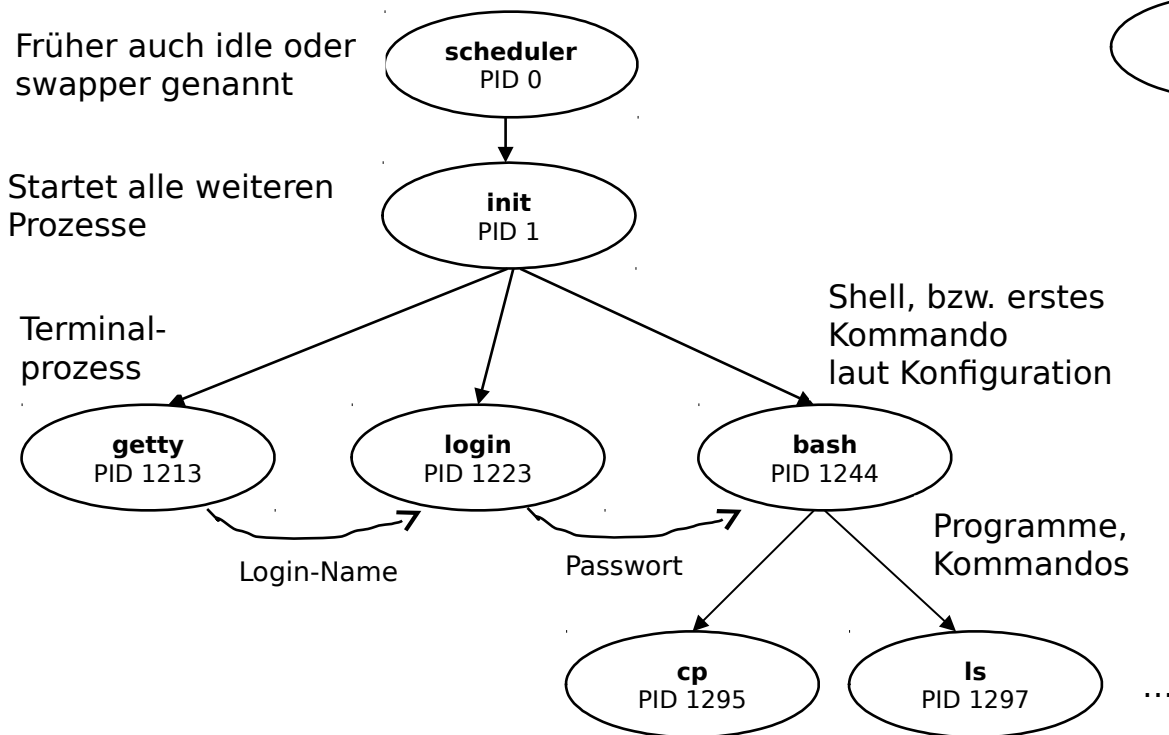 Früher auch idle oder
swapper genannt
scheduler
PID 0
Startet alle weiteren
Prozesse
init
PID 1
Terminal-
prozess
Shell, bzw. erstes
Kommando
laut Konfiguration
getty
PID 1213
login
PID 1223
bash
PID 1244
Login-Name
Passwort
Programme,
Kommandos
cp
PID 1295
ls
PID 1297
...